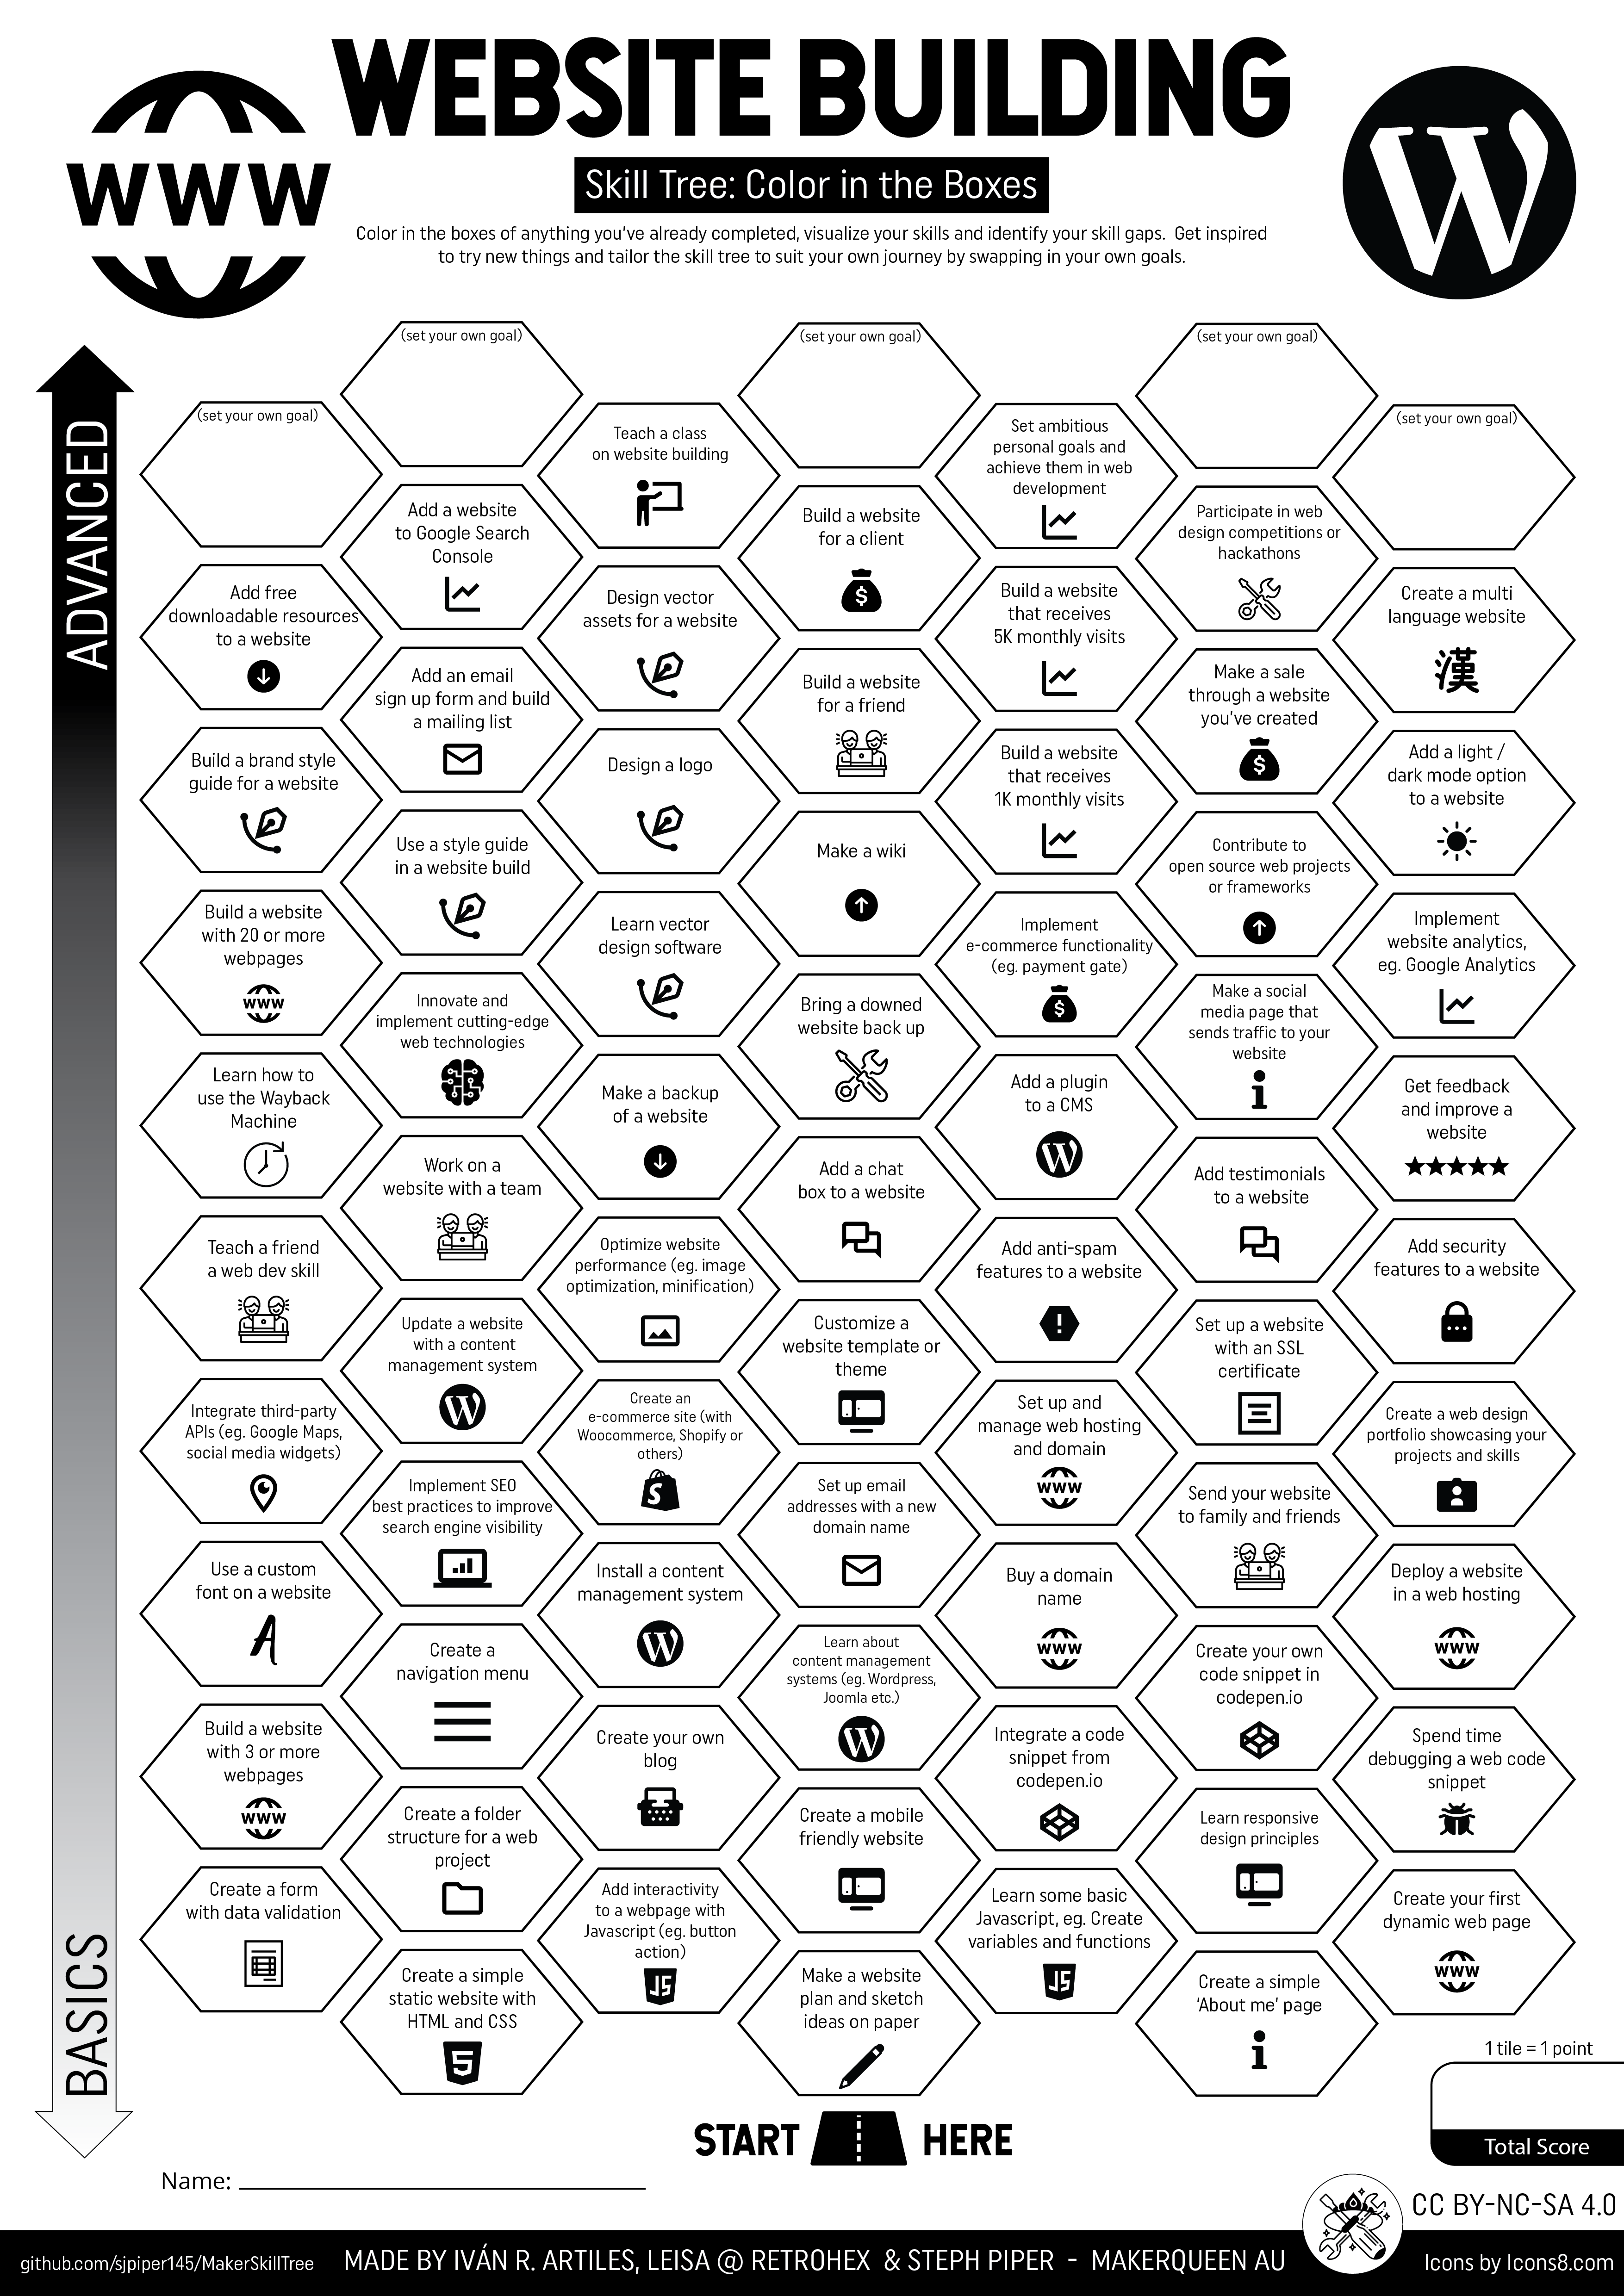 WEBSITE BUILDING
www
W
Skill Tree: Color in the Boxes
Color in the boxes of anything you've already completed, visualize your skills and identify your skill gaps. Get inspired
to try new things and tailor the skill tree to suit your own journey by swapping in your own goals.
ADVANCED
BASICS
(set your own goal)
(set your own goal)
(set your own goal)
(set your own goal)
(set your own goal)
Teach a class
on website building
Set ambitious
personal goals and
achieve them in web
development
Add a website
to Google Search
Console
Build a website
for a client
$
Participate in web
design competitions or
hackathons
Add free
downloadable resources
to a website
Design vector
assets for a website
Build a website
that receives
5K monthly visits
Create a multi
language website
漢
Add an email
sign up form and build
a mailing list
Build a website
for a friend
Make a sale
through a website
you've created
$
Build a brand style
guide for a website
Design a logo
Build a website
that receives
1K monthly visits
Add a light /
dark mode option
to a website
Use a style guide
in a website build
Make a wiki
Contribute to
open source web projects
or frameworks
Build a website
with 20 or more
webpages
www
Learn vector
design software
Implement
e-commerce functionality
(eg. payment gate)
$
Implement
website analytics,
eg. Google Analytics
Innovate and
implement cutting-edge
web technologies
Bring a downed
website back up
Make a social
media page that
sends traffic to your
website
i
Learn how to
use the Wayback
Machine
Make a backup
of a website
Add a plugin
to a CMS
W
Get feedback
and improve a
website
Work on a
website with a team
Add a chat
box to a website
Add testimonials
to a website
Teach a friend
a web dev skill
Optimize website
performance (eg. image
optimization, minification)
Add anti-spam
features to a website
!
Add security
features to a website
Update a website
with a content
management system
W
Customize a
website template or
theme
Set up a website
with an SSL
certificate
Integrate third-party
APIs (eg. Google Maps,
social media widgets)
Create an
e-commerce site (with
Woocommerce, Shopify or
others)
S
Set up and
manage web hosting
and domain
www
Create a web design
portfolio showcasing your
projects and skills
Implement SEO
best practices to improve
search engine visibility
Set up email
addresses with a new
domain name
Send your website
to family and friends
Use a custom
font on a website
A
Install a content
management system
W
Buy a domain
name
www
Deploy a website
in a web hosting
www
Create a
navigation menu
Learn about
content management
systems (eg. Wordpress,
Joomla etc.)
W
Create your own
code snippet in
codepen.io
Build a website
with 3 or more
webpages
www
Create your own
blog
Integrate a code
snippet from
codepen.io
Spend time
debugging a web code
snippet
Create a folder
structure for a web
project
Create a mobile
friendly website
Learn responsive
design principles
Create a form
with data validation
Add interactivity
to a webpage with
Javascript (eg. button
action)
JS
Learn some basic
Javascript, eg. Create
variables and functions
JS
Create your first
dynamic web page
www
Create a simple
static website with
HTML and CSS
5
Make a website
plan and sketch
ideas on paper
Create a simple
'About me' page
i
START HERE
1 tile = 1 point
Total Score
Name:
CC BY-NC-SA 4.0
github.com/sjpiper145/MakerSkillTree
MADE BY IVÁN R. ARTILES, LEISA @ RETROHEX & STEPH PIPER - MAKERQUEEN AU
Icons by Icons8.com